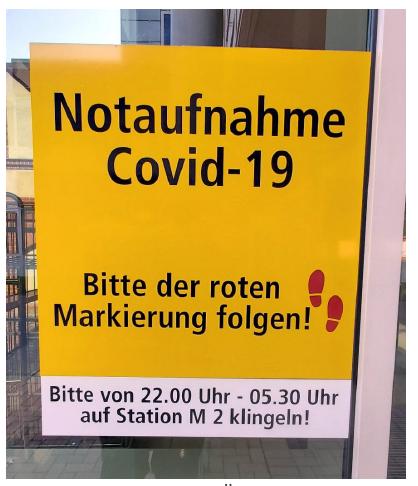 Notaufnahme
Covid-19
Bitte der roten
Markierung folgen!
Bitte von 22.00 Uhr - 05.30 Uhr
auf Station M 2 klingeln!